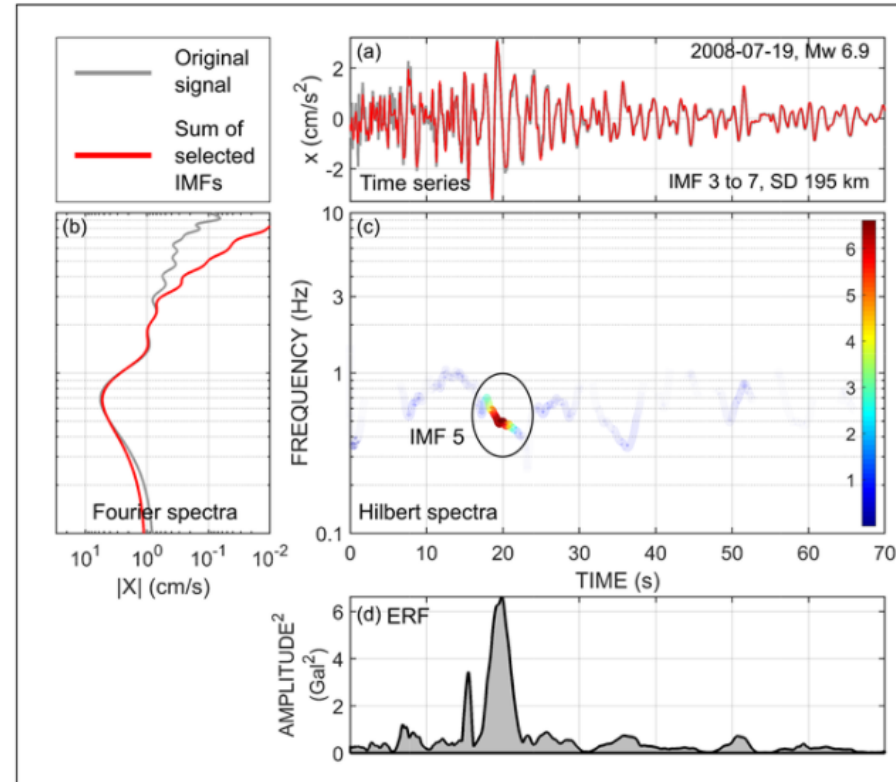 Original
signal
Sum of
selected
IMFs
(a)
2008-07-19, Mw 6.9
x (cm/s²)
2
0
-2
Time series
IMF 3 to 7, SD 195 km
(b)
Fourier spectra
10¹ 10⁰ 10⁻¹ 10⁻²
|X| (cm/s)
(c)
FREQUENCY (Hz)
10
3
1
0.3
0.1
IMF 5
Hilbert spectra
6
5
4
3
2
1
0 10 20 30 40 50 60 70
TIME (s)
(d) ERF
AMPLITUDE²
(Gal²)
6
4
2
0